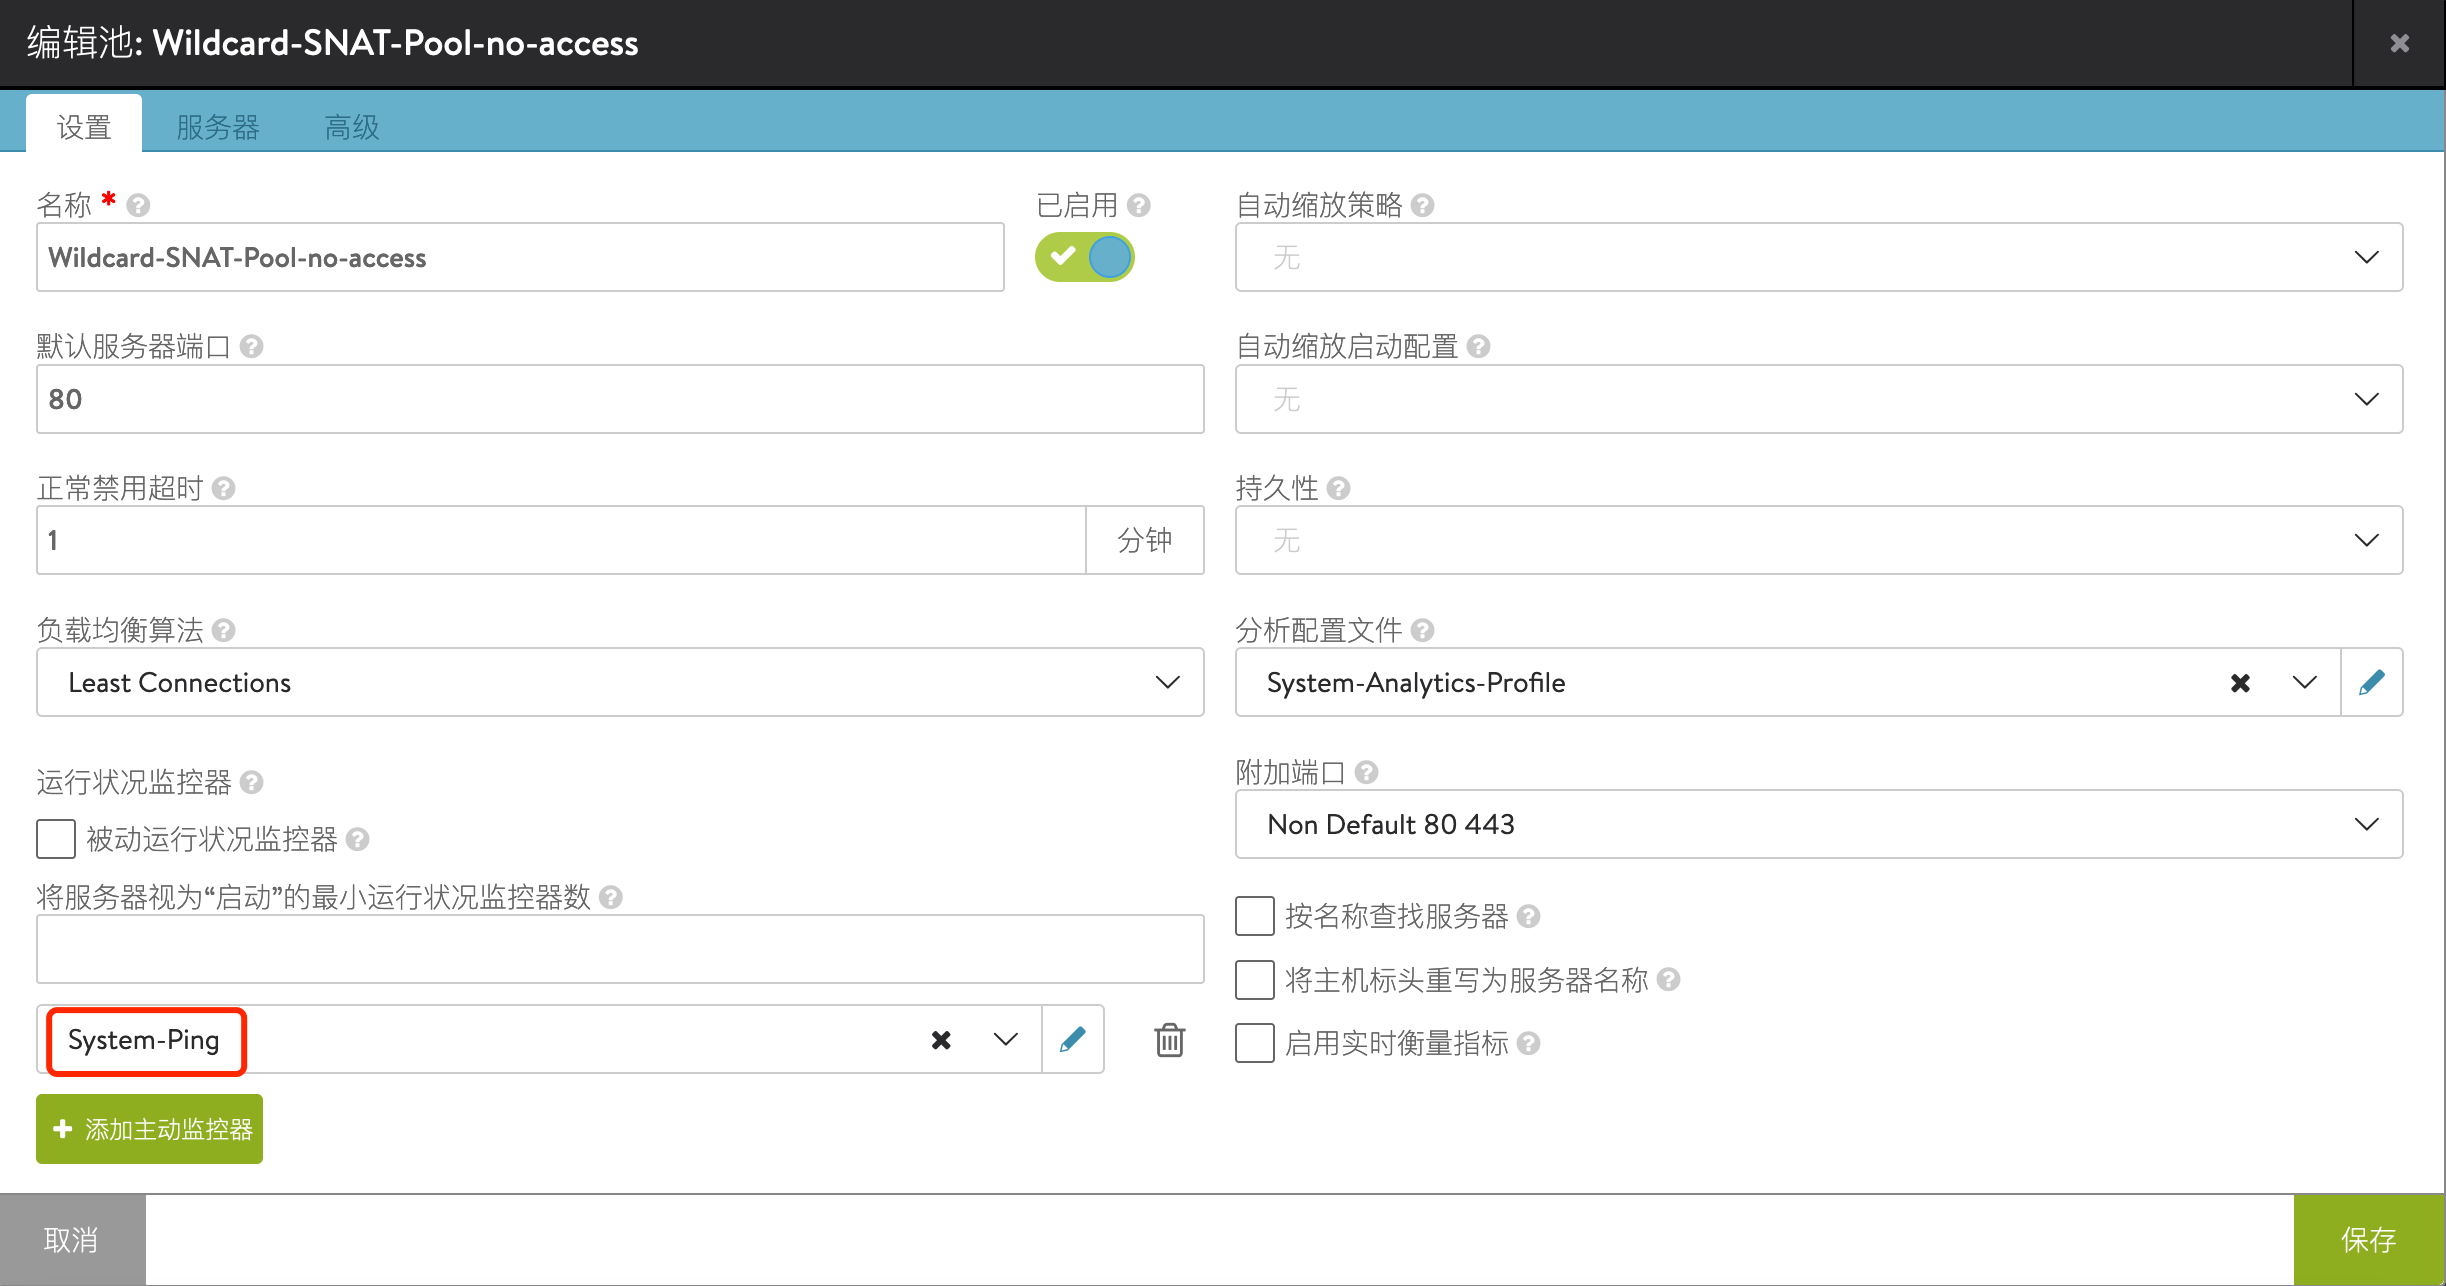 编辑池: Wildcard-SNAT-Pool-no-access
设置 服务器 高级
名称 * 已启用
Wildcard-SNAT-Pool-no-access
默认服务器端口
80
正常禁用超时
1 分钟
负载均衡算法
Least Connections
运行状况监控器
被动运行状况监控器
将服务器视为“启动”的最小运行状况监控器数
System-Ping
+ 添加主动监控器
自动缩放策略
无
自动缩放启动配置
无
持久性
无
分析配置文件
System-Analytics-Profile
附加端口
Non Default 80 443
按名称查找服务器
将主机标头重写为服务器名称
启用实时衡量指标
取消 保存